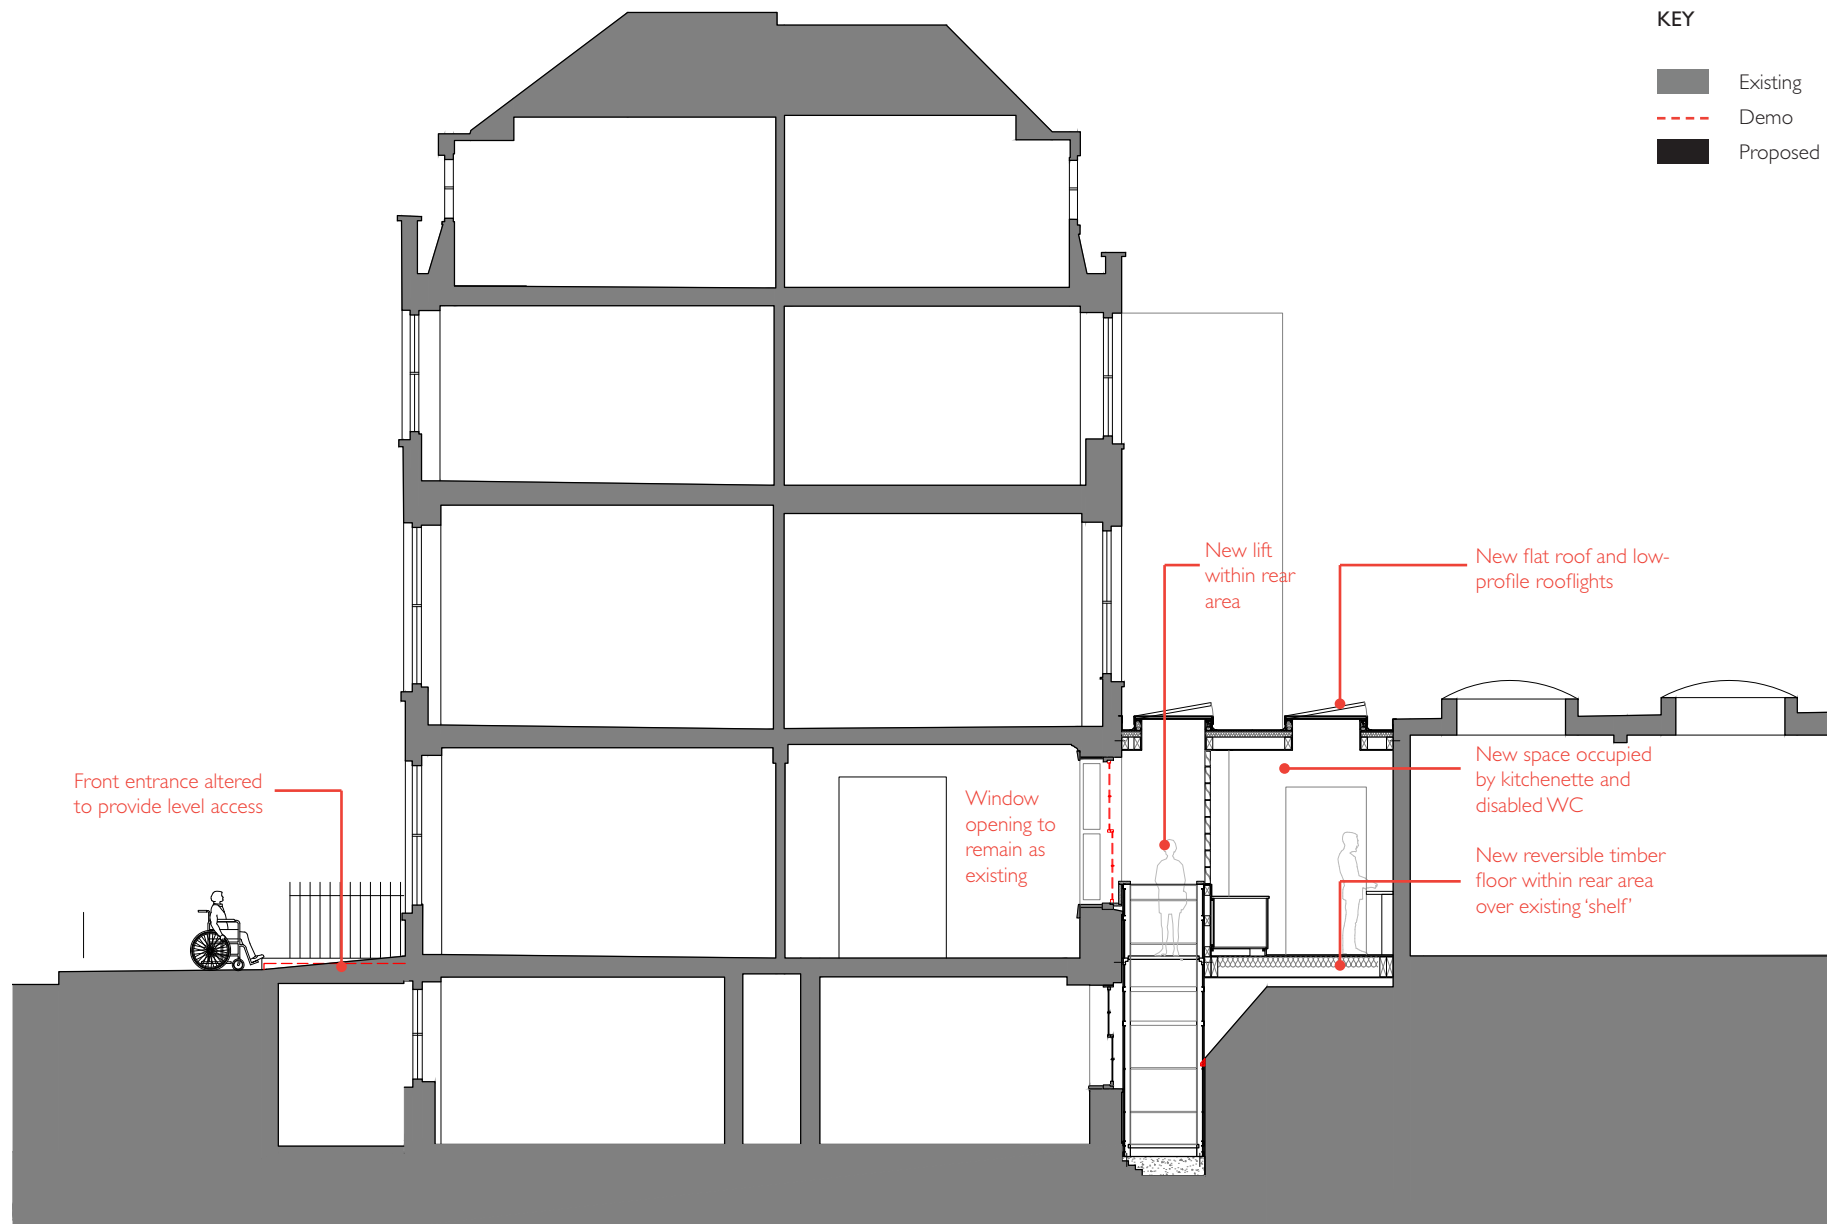 KEY
Existing
Demo
Proposed
New lift
within rear
area
New flat roof and low-
profile rooflights
Front entrance altered
to provide level access
Window
opening to
remain as
existing
New space occupied
by kitchenette and
disabled WC
New reversible timber
floor within rear area
over existing ‘shelf’